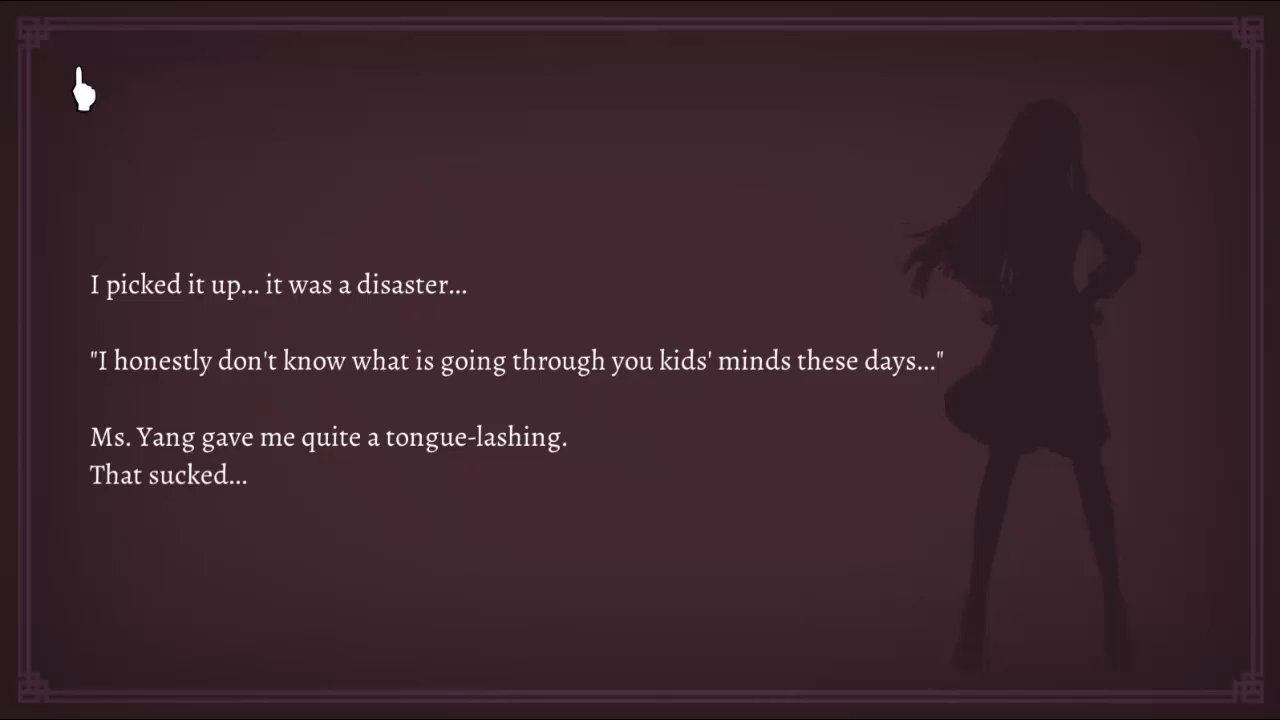 I picked it up... it was a disaster...
"I honestly don't know what is going through you kids' minds these days..."
Ms. Yang gave me quite a tongue-lashing.
That sucked...